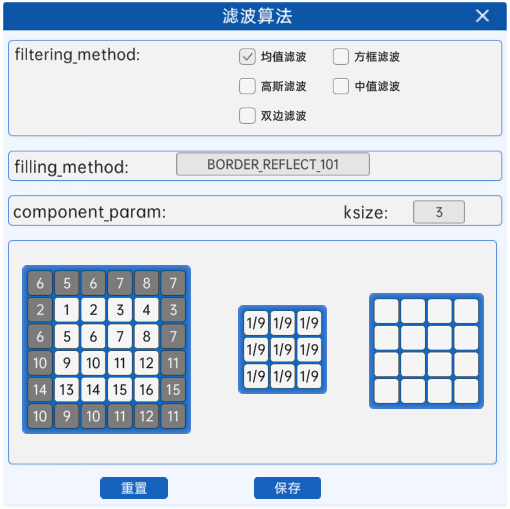 滤波算法
filtering_method:
均值滤波 方框滤波
高斯滤波 中值滤波
双边滤波
filling_method: BORDER_REFLECT_101
component_param: ksize: 3
6 5 6 7 8 7
2 1 2 3 4 3
6 5 6 7 8 7
10 9 10 11 12 11
14 13 14 15 16 15
10 9 10 11 12 11
1/9 1/9 1/9
1/9 1/9 1/9
1/9 1/9 1/9
重置 保存